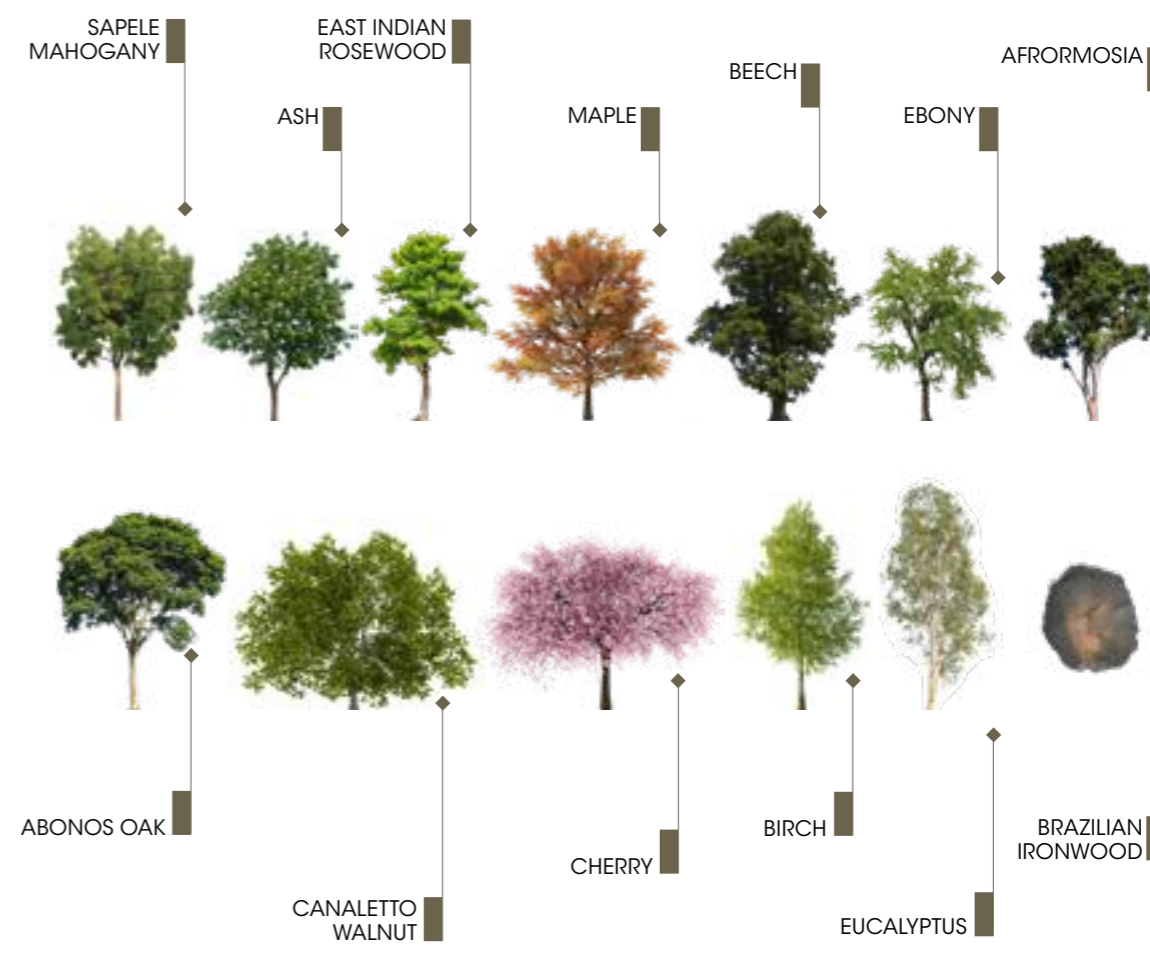 SAPELE
MAHOGANY
EAST INDIAN
ROSEWOOD
AFRORMOSIA
BEECH
ASH
MAPLE
EBONY
ABONOS OAK
BIRCH
BRAZILIAN
IRONWOOD
CHERRY
CANALETTO
WALNUT
EUCALYPTUS